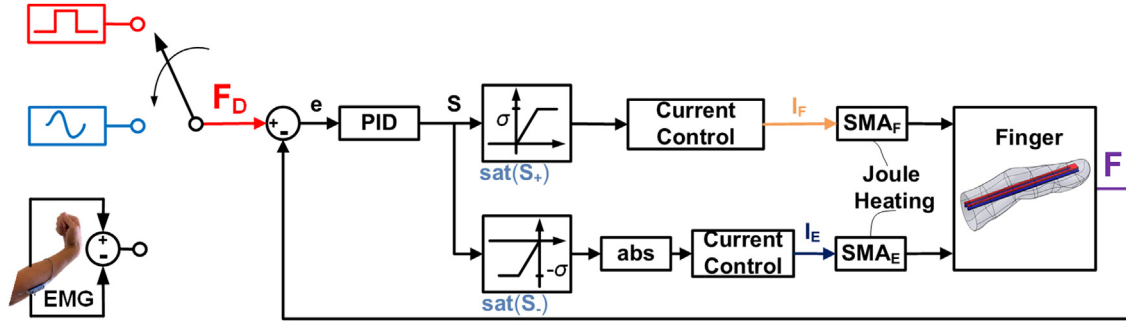 F_D
+
-
e
PID
S
σ
sat(S₊)
Current
Control
I_F
SMA_F
Finger
F
Joule
Heating
+
-
EMG
-σ
sat(S₋)
abs
Current
Control
I_E
SMA_E